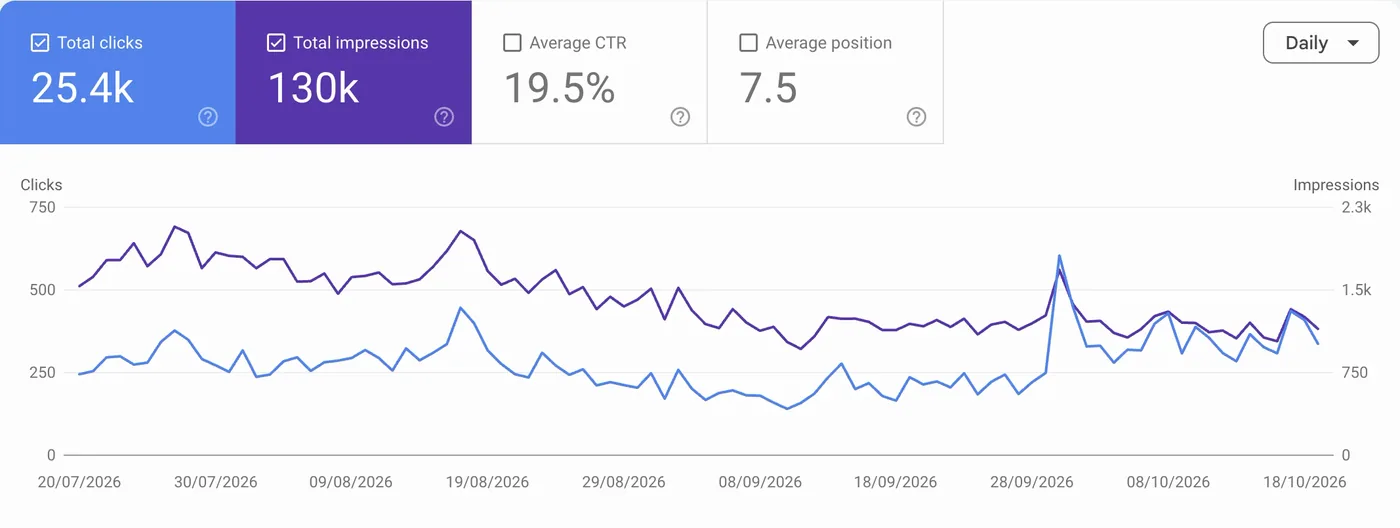 Total clicks
25.4k
Total impressions
130k
Average CTR
19.5%
Average position
7.5
Daily
Clicks
Impressions
750
2.3k
500
1.5k
250
750
0
0
20/07/2026 30/07/2026 09/08/2026 19/08/2026 29/08/2026 08/09/2026 18/09/2026 28/09/2026 08/10/2026 18/10/2026